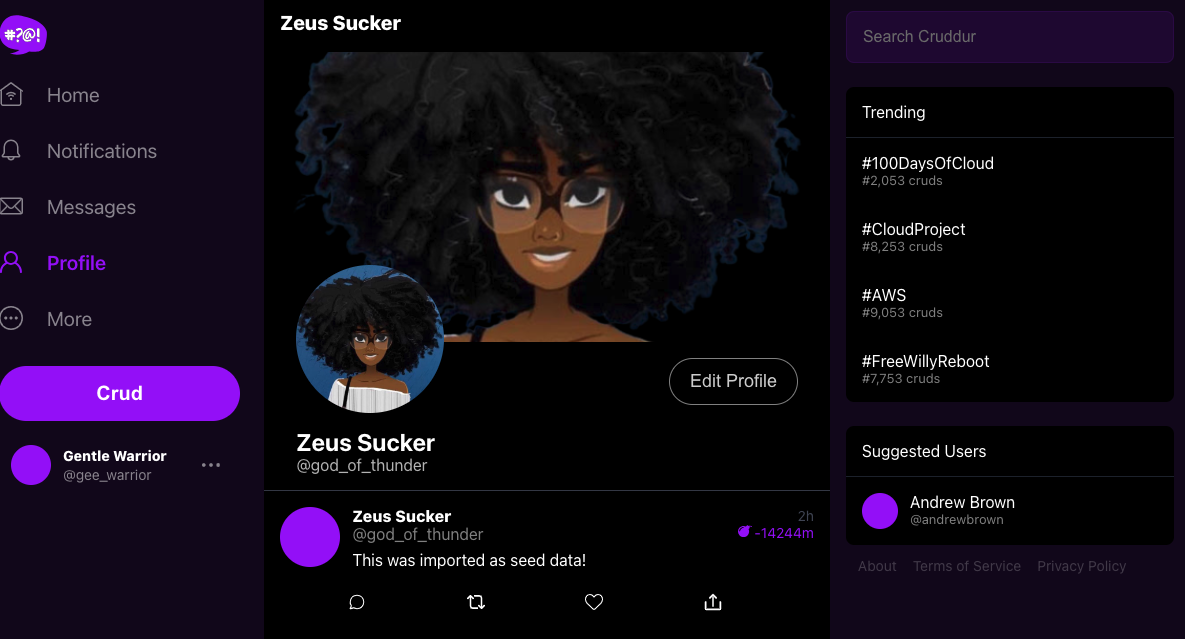 #?@!
Home
Notifications
Messages
Profile
More
Crud
Gentle Warrior
@gee_warrior
Zeus Sucker
Edit Profile
Zeus Sucker
@god_of_thunder
Zeus Sucker
2h
@god_of_thunder
-14244m
This was imported as seed data!
Search Cruddur
Trending
#100DaysOfCloud
#2,053 cruds
#CloudProject
#8,253 cruds
#AWS
#9,053 cruds
#FreeWillyReboot
#7,753 cruds
Suggested Users
Andrew Brown
@andrewbrown
About Terms of Service Privacy Policy